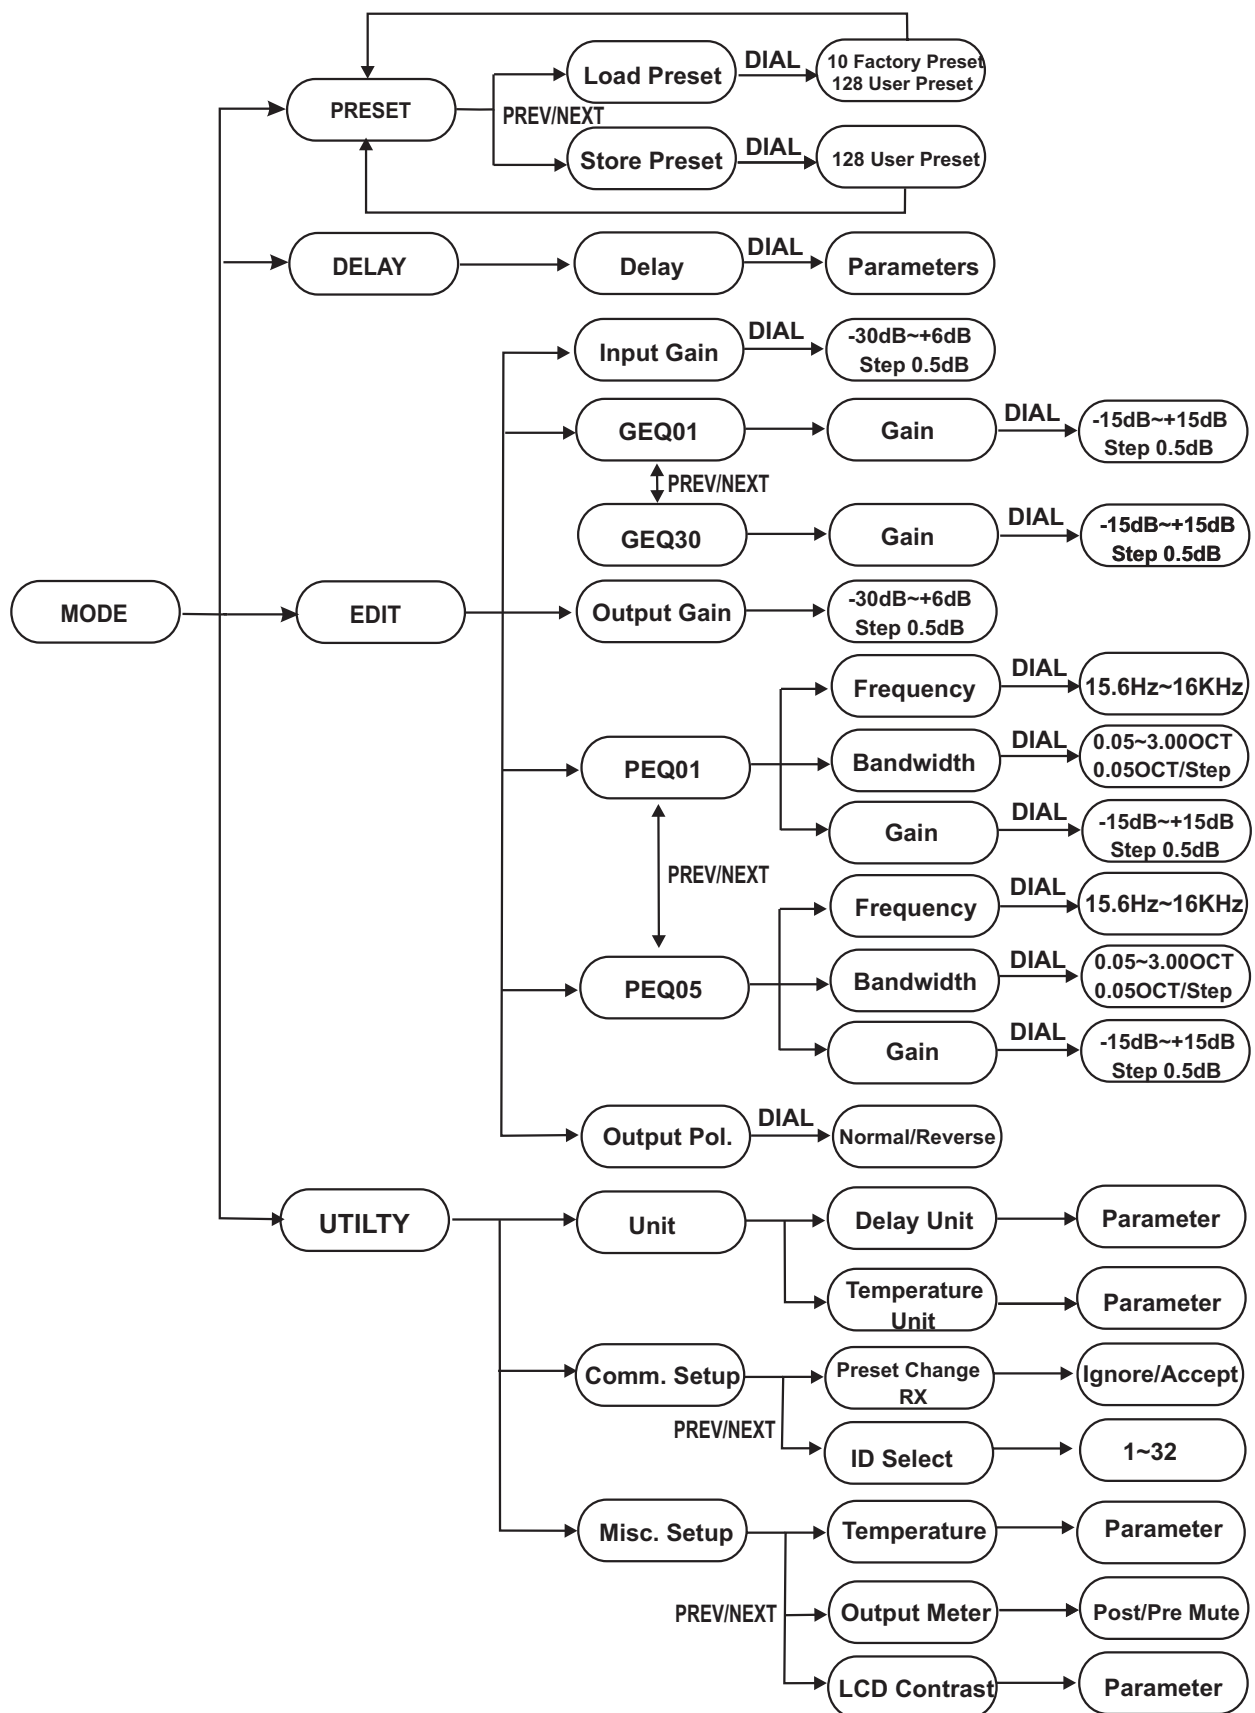 Load Preset
DIAL
10 Factory Preset
128 User Preset
PRESET
PREV/NEXT
Store Preset
DIAL
128 User Preset
DELAY
Delay
DIAL
Parameters
Input Gain
DIAL
-30dB~+6dB
Step 0.5dB
GEQ01
Gain
DIAL
-15dB~+15dB
Step 0.5dB
PREV/NEXT
GEQ30
Gain
DIAL
-15dB~+15dB
Step 0.5dB
MODE
EDIT
Output Gain
-30dB~+6dB
Step 0.5dB
Frequency
DIAL
15.6Hz~16KHz
PEQ01
Bandwidth
DIAL
0.05~3.00OCT
0.05OCT/Step
Gain
DIAL
-15dB~+15dB
Step 0.5dB
PREV/NEXT
Frequency
DIAL
15.6Hz~16KHz
PEQ05
Bandwidth
DIAL
0.05~3.00OCT
0.05OCT/Step
Gain
DIAL
-15dB~+15dB
Step 0.5dB
Output Pol.
DIAL
Normal/Reverse
UTILTY
Unit
Delay Unit
Parameter
Temperature
Unit
Parameter
Comm. Setup
Preset Change
RX
Ignore/Accept
PREV/NEXT
ID Select
1~32
Misc. Setup
Temperature
Parameter
PREV/NEXT
Output Meter
Post/Pre Mute
LCD Contrast
Parameter